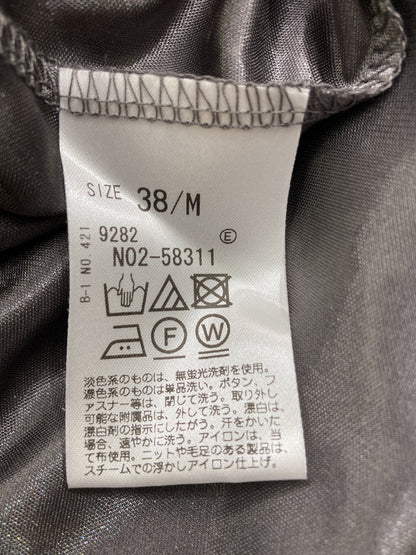 SIZE 38/M
B-1 NO.421
9282 E
NO2-58311
F W
淡色系のものは、無蛍光洗剤を使用。
濃色系のものは単品洗い。ボタン、フ
ァスナー等は、閉じて洗う。取り外し
可能な附属品は、外して洗う。漂白は、
漂白剤の指示にしたがう。汗をかいた
場合、速やかに洗う。アイロンは、当
て布使用。ニットや毛足のある製品は、
スチームでの浮かしアイロン仕上げ。